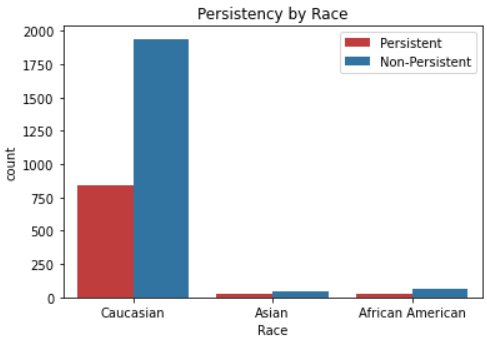 Persistency by Race
Persistent
Non-Persistent
2000
1750
1500
1250
1000
750
500
250
0
count
Caucasian
Asian
African American
Race